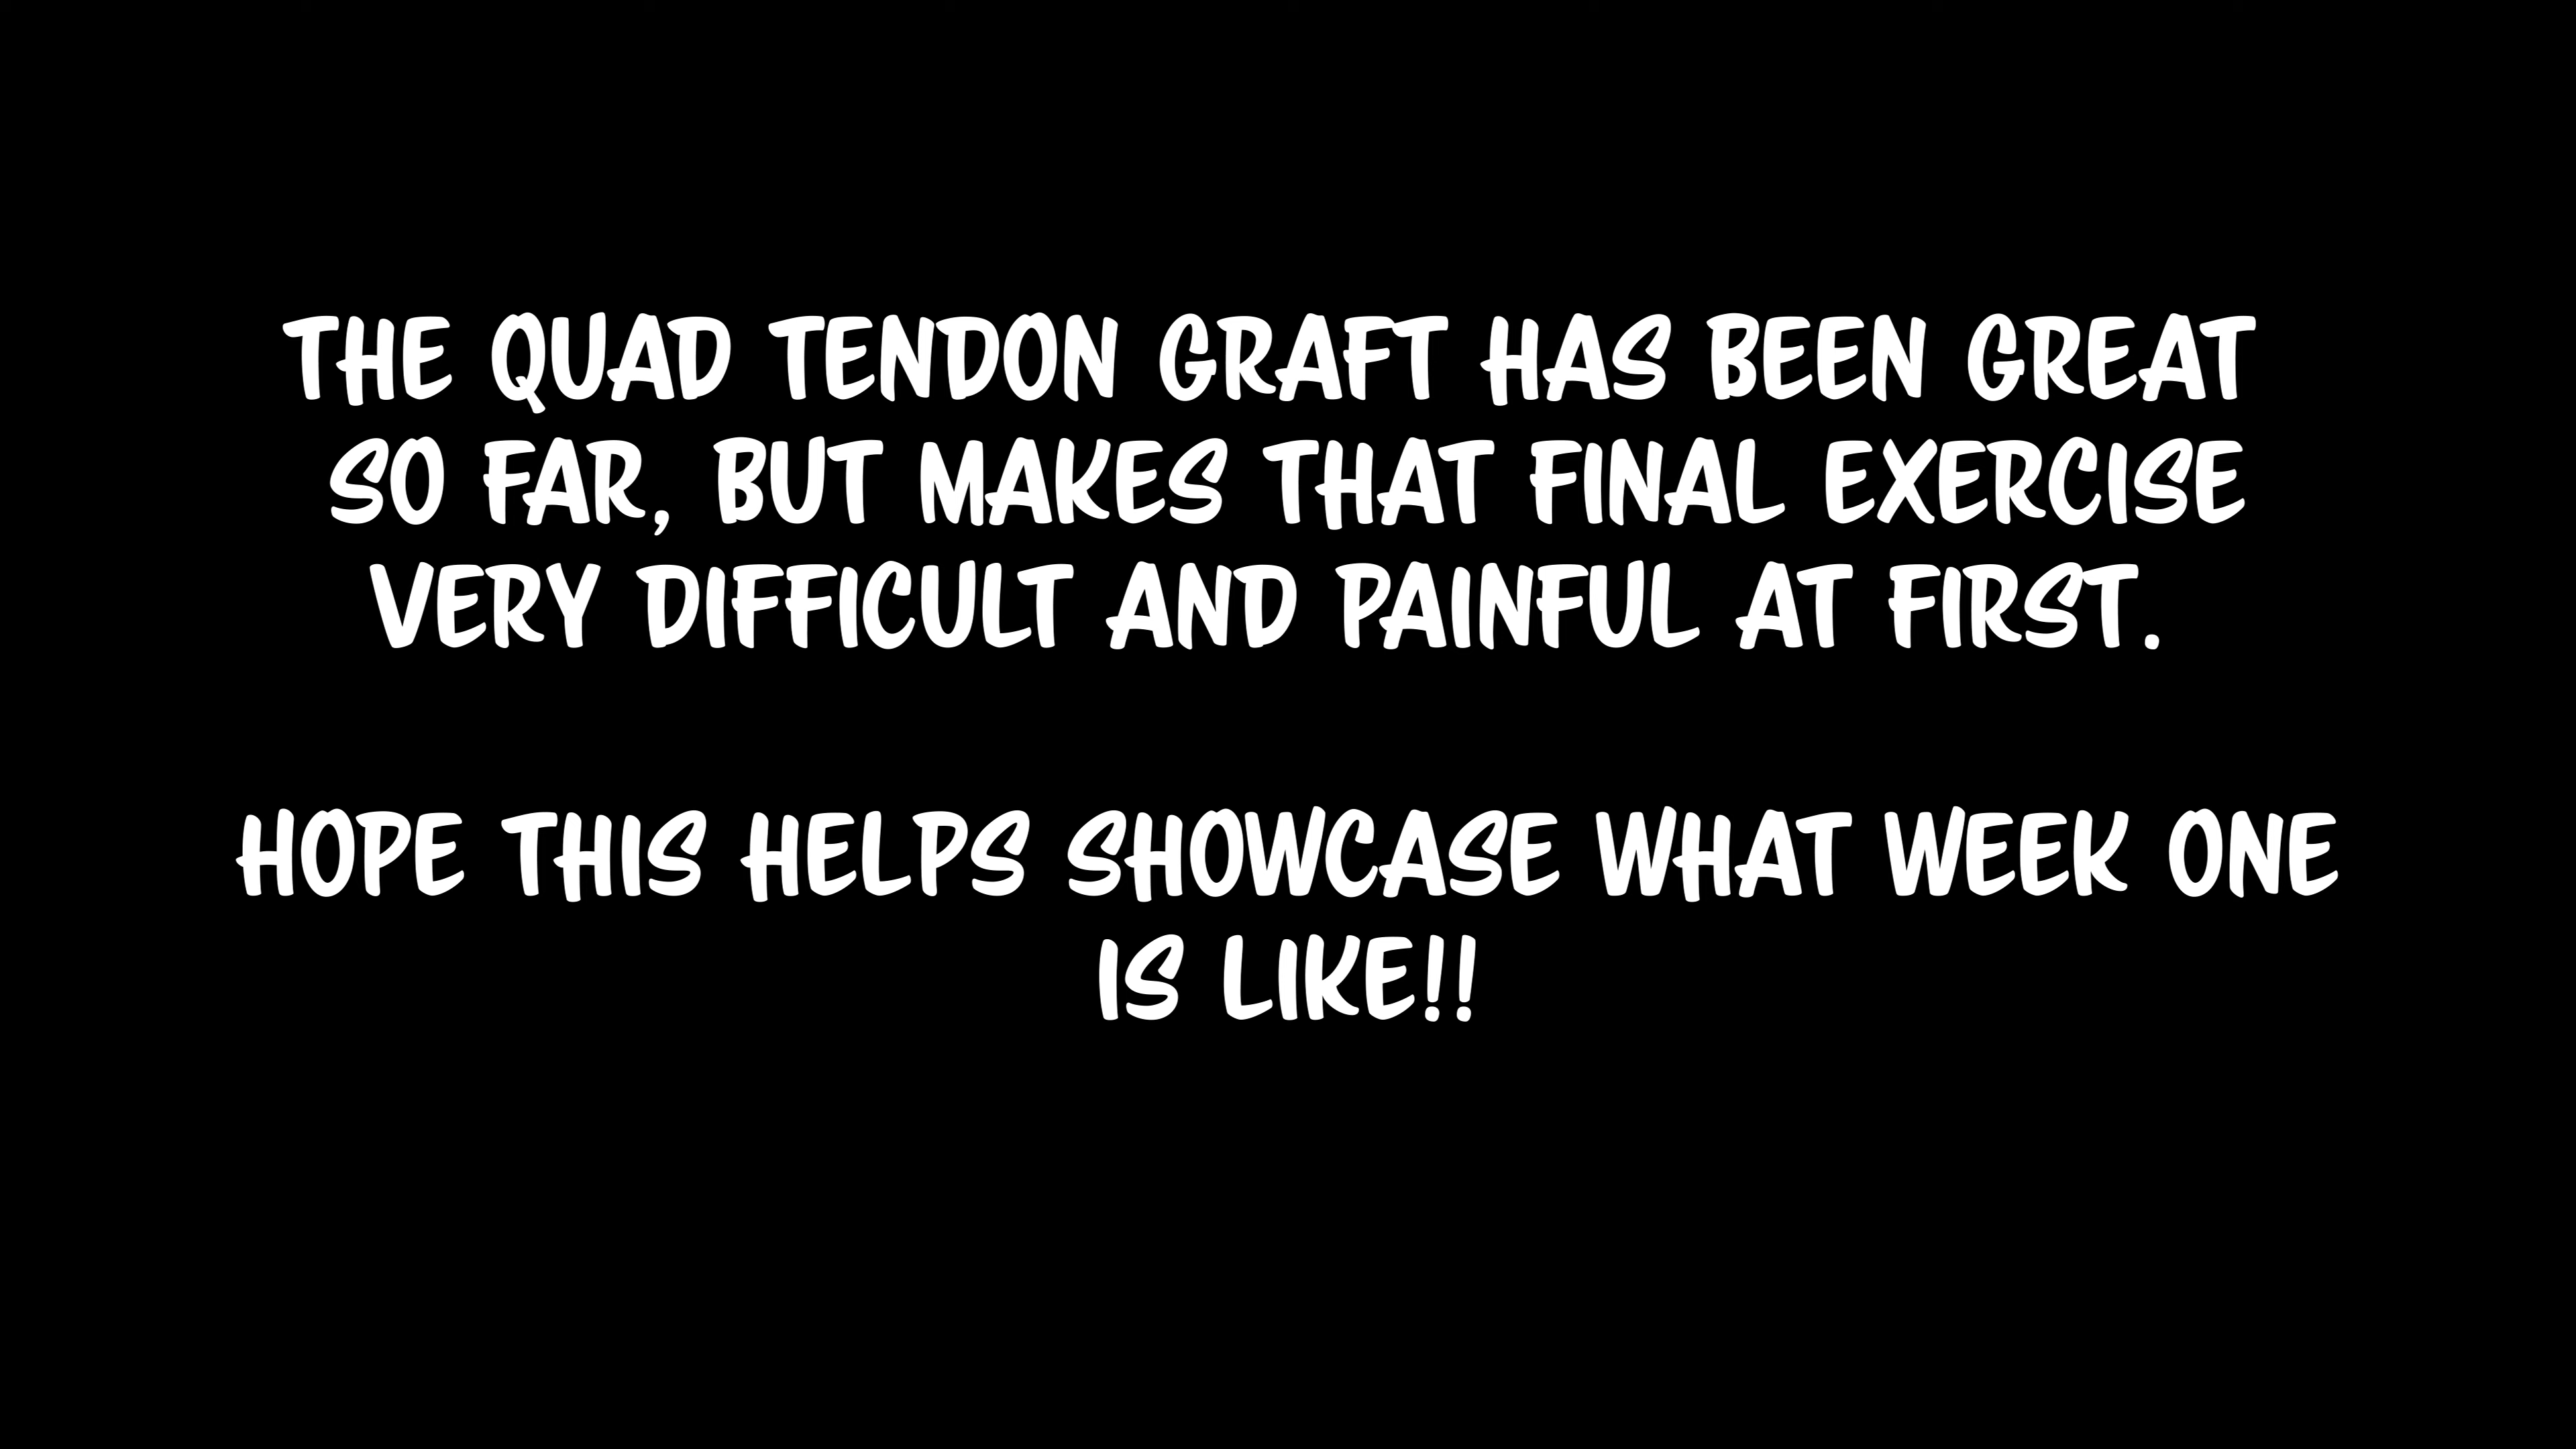 THE QUAD TENDON GRAFT HAS BEEN GREAT
SO FAR, BUT MAKES THAT FINAL EXERCISE
VERY DIFFICULT AND PAINFUL AT FIRST.
HOPE THIS HELPS SHOWCASE WHAT WEEK ONE
IS LIKE!!